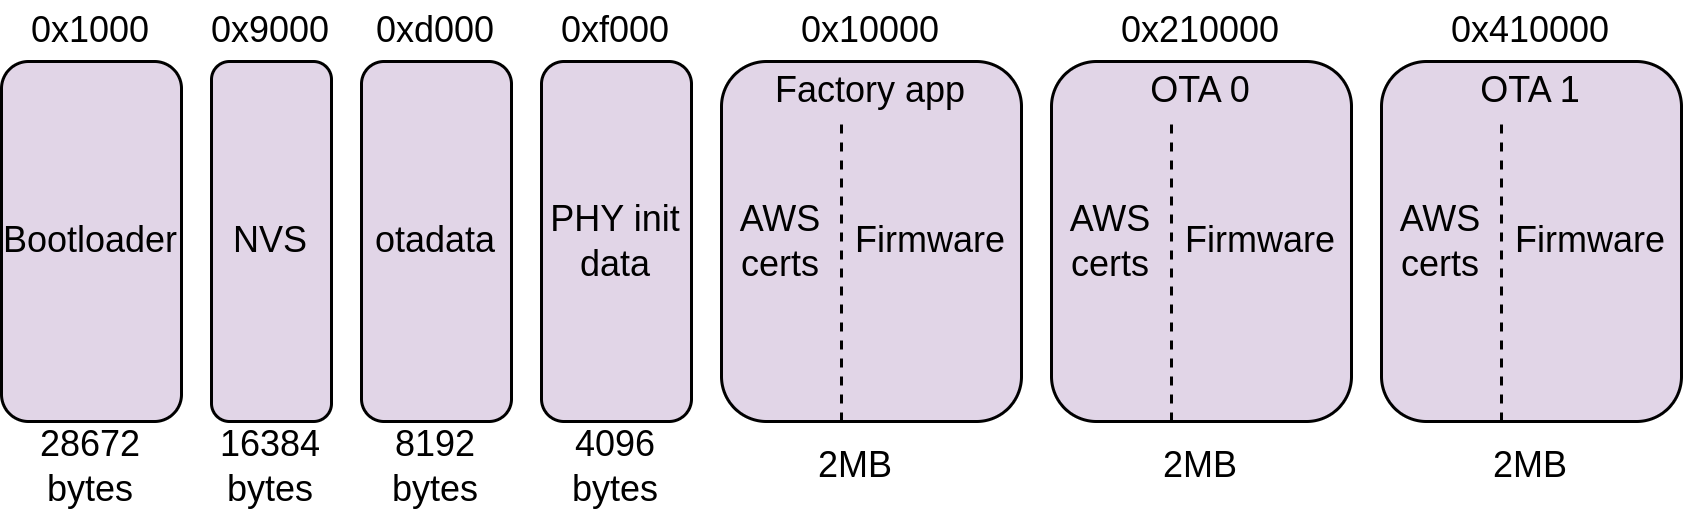 0x1000
0x9000
0xd000
0xf000
0x10000
0x210000
0x410000
Bootloader
NVS
otadata
PHY init
data
Factory app
AWS
certs
Firmware
OTA 0
AWS
certs
Firmware
OTA 1
AWS
certs
Firmware
28672
bytes
16384
bytes
8192
bytes
4096
bytes
2MB
2MB
2MB